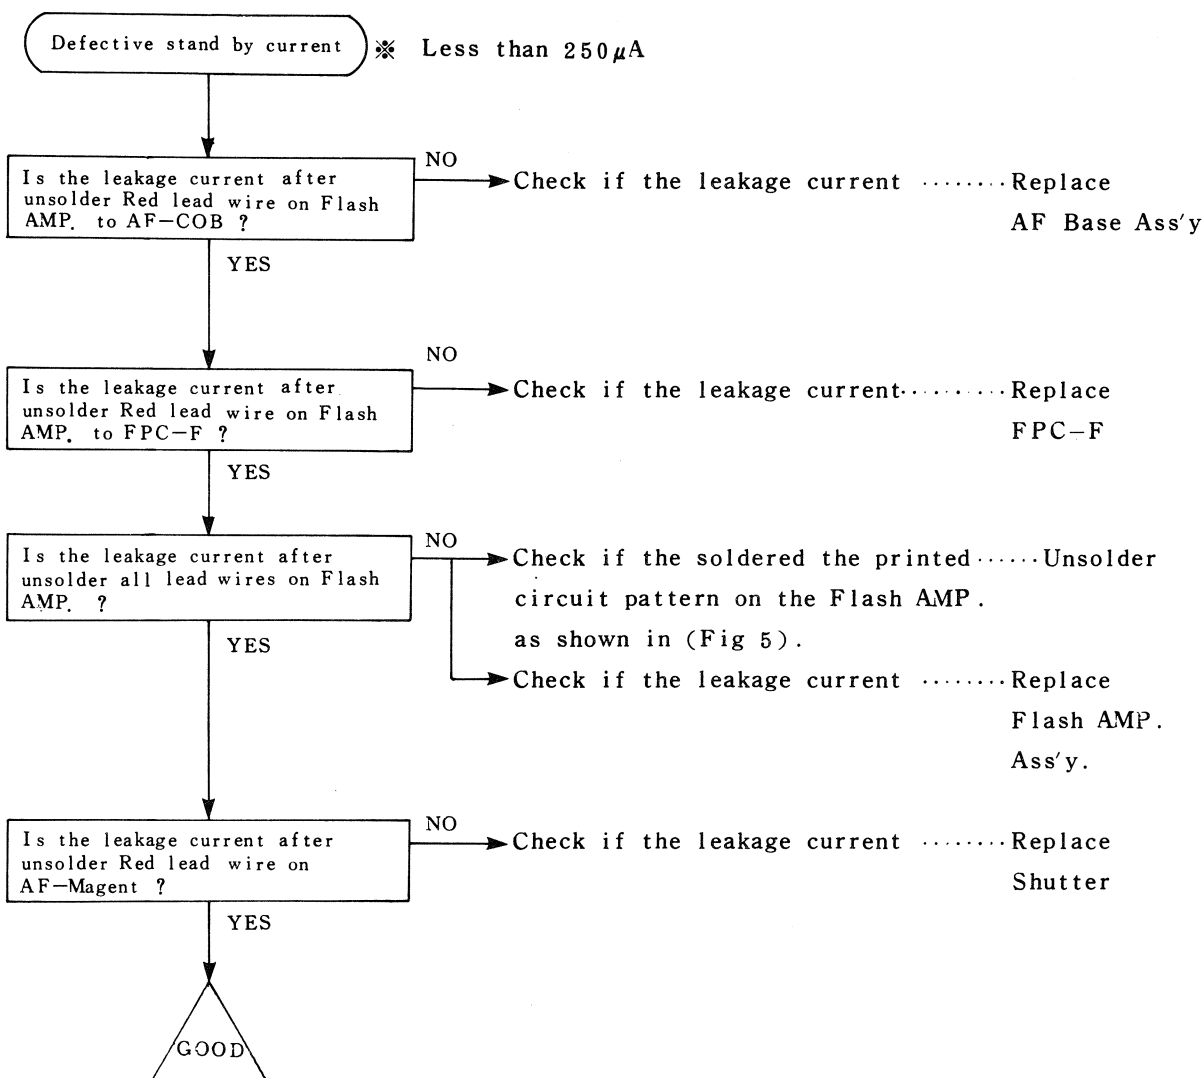 Defective stand by current
※ Less than 250μA
Is the leakage current after
unsolder Red lead wire on Flash
AMP. to AF-COB ?
NO
Check if the leakage current ········ Replace
AF Base Ass'y
YES
Is the leakage current after
unsolder Red lead wire on Flash
AMP. to FPC-F ?
NO
Check if the leakage current ········· Replace
FPC-F
YES
Is the leakage current after
unsolder all lead wires on Flash
AMP. ?
NO
Check if the soldered the printed ······ Unsolder
circuit pattern on the Flash AMP.
as shown in (Fig 5).
Check if the leakage current ········ Replace
Flash AMP.
Ass'y.
YES
Is the leakage current after
unsolder Red lead wire on
AF-Magent ?
NO
Check if the leakage current ········ Replace
Shutter
YES
GOOD